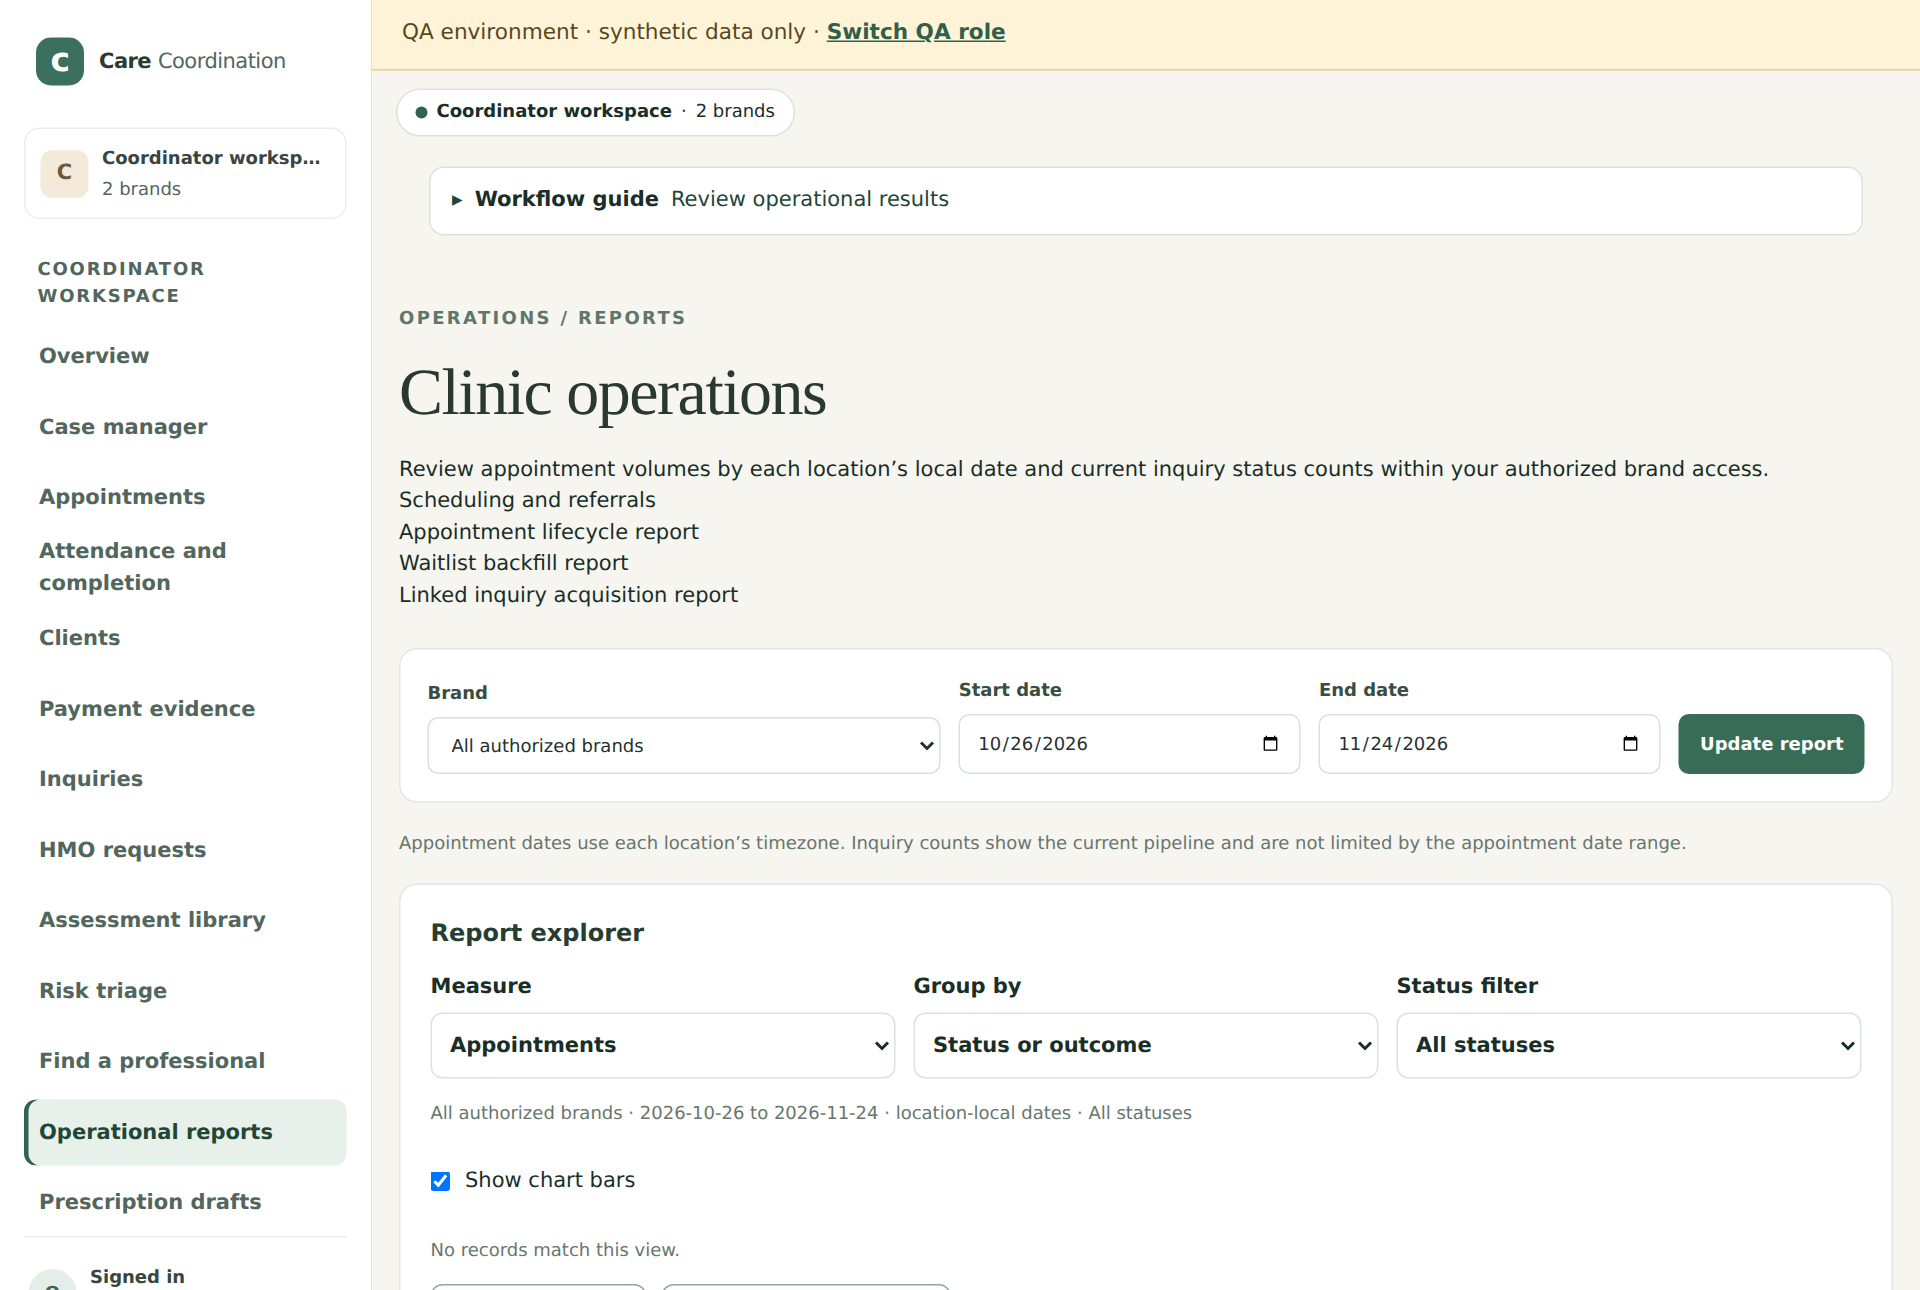 C Care Coordination
QA environment · synthetic data only · Switch QA role
C
Coordinator worksp...
2 brands
COORDINATOR
WORKSPACE
Overview
Case manager
Appointments
Attendance and
completion
Clients
Payment evidence
Inquiries
HMO requests
Assessment library
Risk triage
Find a professional
Operational reports
Prescription drafts
Signed in
Coordinator workspace · 2 brands
▸ Workflow guide Review operational results
OPERATIONS / REPORTS
Clinic operations
Review appointment volumes by each location’s local date and current inquiry status counts within your authorized brand access.
Scheduling and referrals
Appointment lifecycle report
Waitlist backfill report
Linked inquiry acquisition report
Brand Start date End date
All authorized brands 10/26/2026 11/24/2026 Update report
Appointment dates use each location’s timezone. Inquiry counts show the current pipeline and are not limited by the appointment date range.
Report explorer
Measure Group by Status filter
Appointments Status or outcome All statuses
All authorized brands · 2026-10-26 to 2026-11-24 · location-local dates · All statuses
Show chart bars
No records match this view.